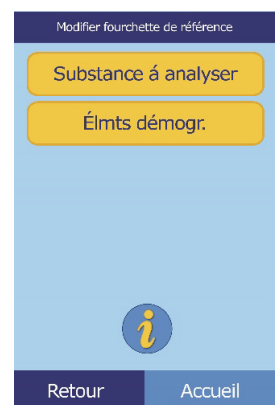 Modifier fourchette de référence
Substance á analyser
Élmts démogr.
i
Retour Accueil